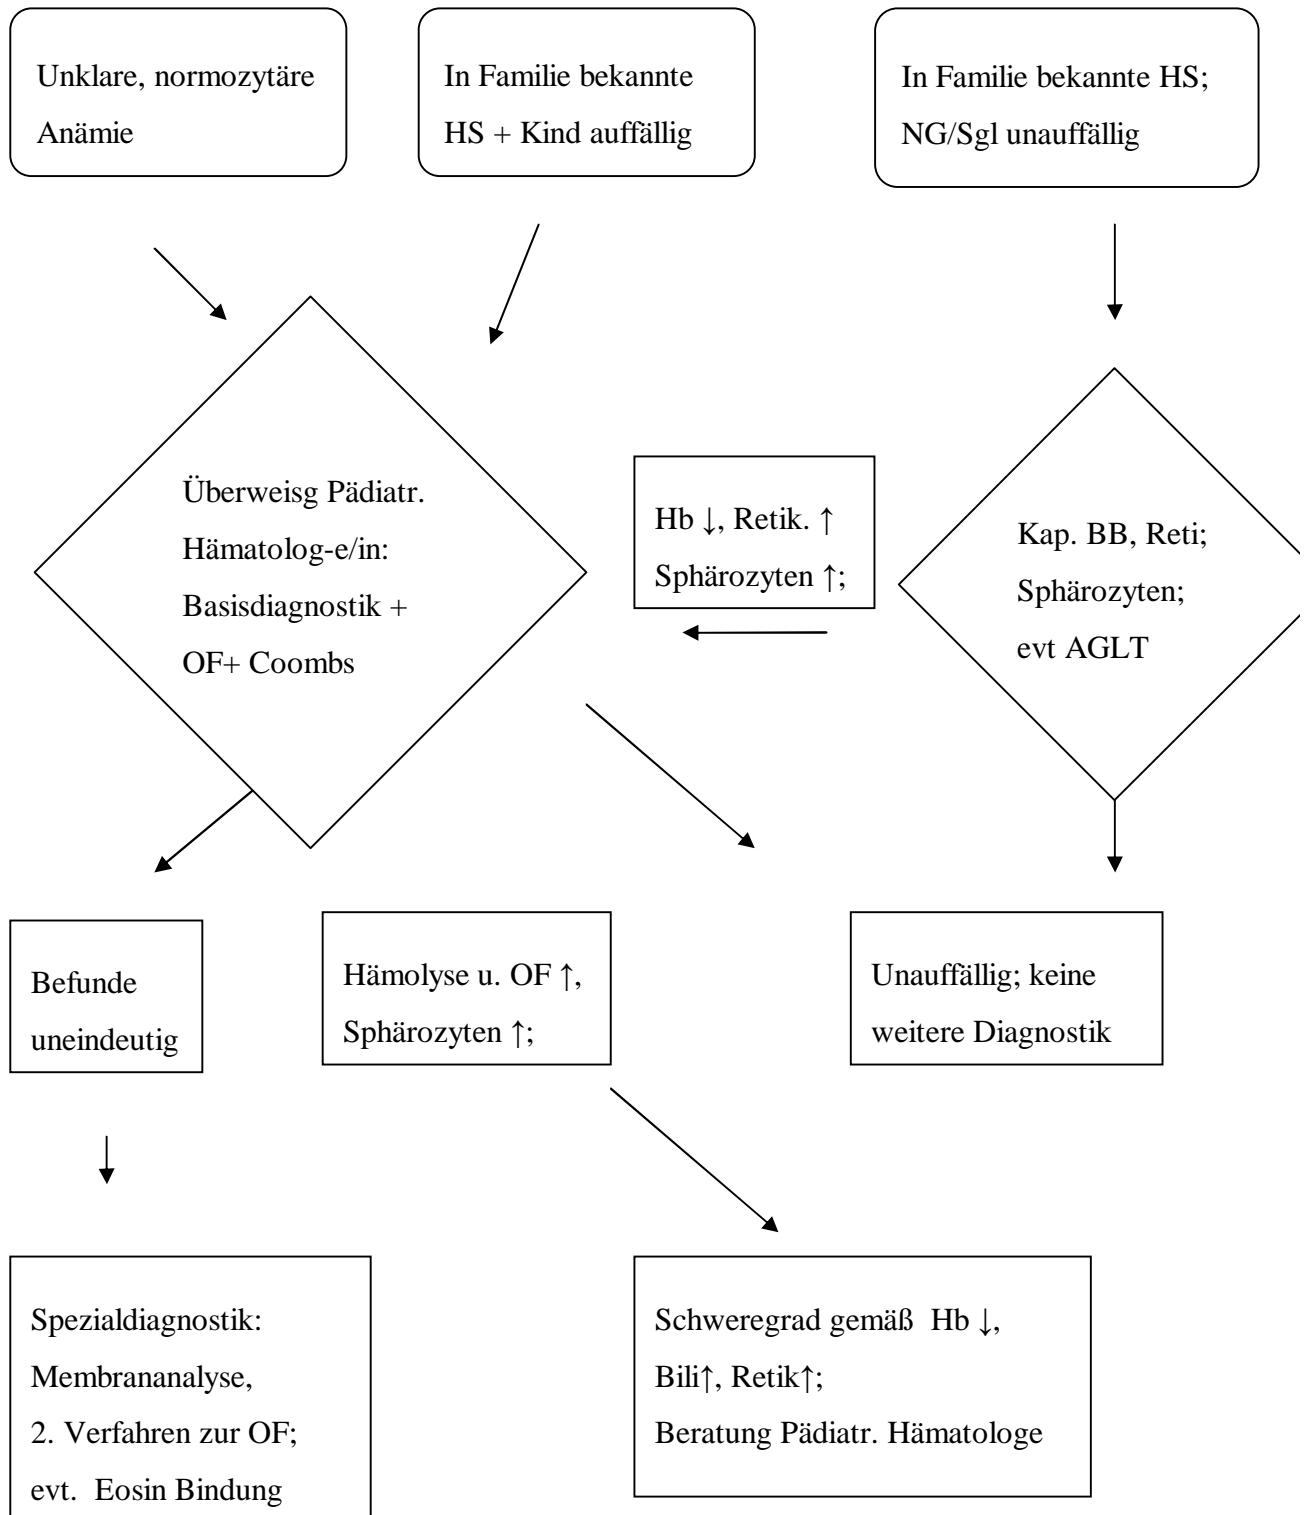 Unklare, normozytäre
Anämie
In Familie bekannte
HS + Kind auffällig
In Familie bekannte HS;
NG/Sgl unauffällig
Überweisg Pädiatr.
Hämatolog-e/in:
Basisdiagnostik +
OF+ Coombs
Hb ↓, Retik. ↑
Sphärozyten ↑;
Kap. BB, Reti;
Sphärozyten;
evt AGLT
Befunde
uneindeutig
Hämolyse u. OF ↑,
Sphärozyten ↑;
Unauffällig; keine
weitere Diagnostik
Spezialdiagnostik:
Membrananalyse,
2. Verfahren zur OF;
evt. Eosin Bindung
Schweregrad gemäß Hb ↓,
Bili↑, Retik↑;
Beratung Pädiatr. Hämatologe